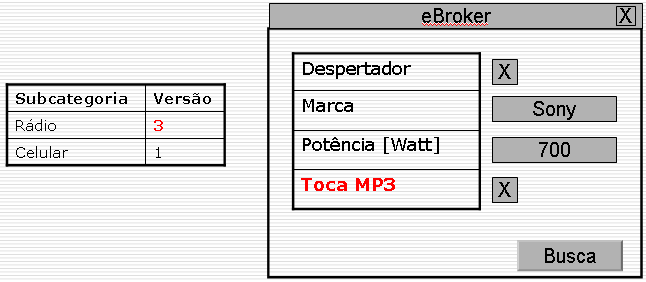 Subcategoria Versão
Rádio 3
Celular 1
eBroker X
Despertador X
Marca Sony
Potência [Watt] 700
Toca MP3 X
Busca